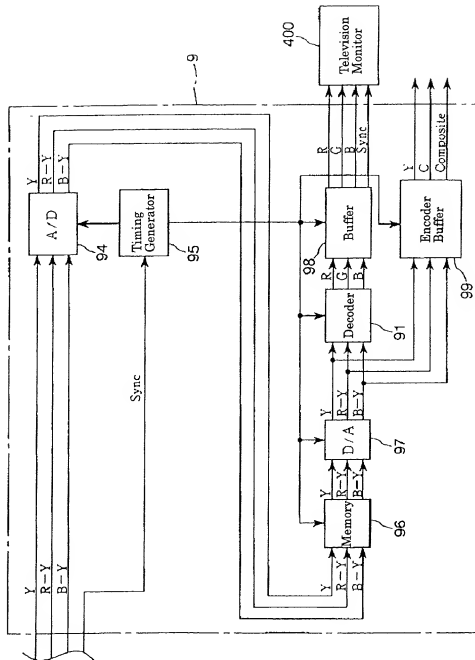 9
400
Television
Monitor
Y
R-Y
B-Y
A/D
94
Timing
Generator
95
R
G
B
Sync
Buffer
98
Y
C
Composite
Encoder
Buffer
99
R
G
B
Decoder
91
Sync
Y
R-Y
B-Y
D/A
97
Y
R-Y
B-Y
Memory
96
Y
R-Y
B-Y
Y
R-Y
B-Y